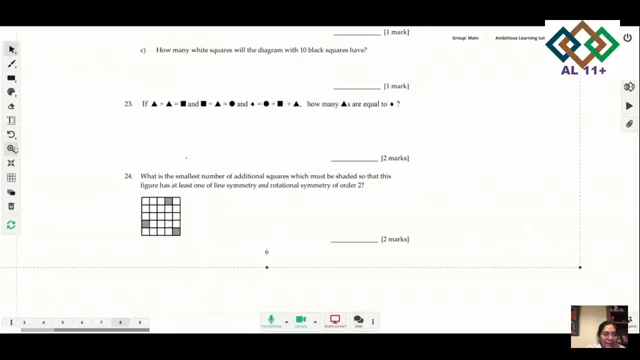 [1 mark]
Group: Main Ambitious Learning
c) How many white squares will the diagram with 10 black squares have?
AL 11+
[1 mark]
23. If ▲ + ▲ = ■ and ■ + ▲ = ● and ♦ = ● + ■ + ▲, how many ▲s are equal to ♦ ?
[2 marks]
24. What is the smallest number of additional squares which must be shaded so that this
figure has at least one of line symmetry and rotational symmetry of order 2?
[2 marks]
6